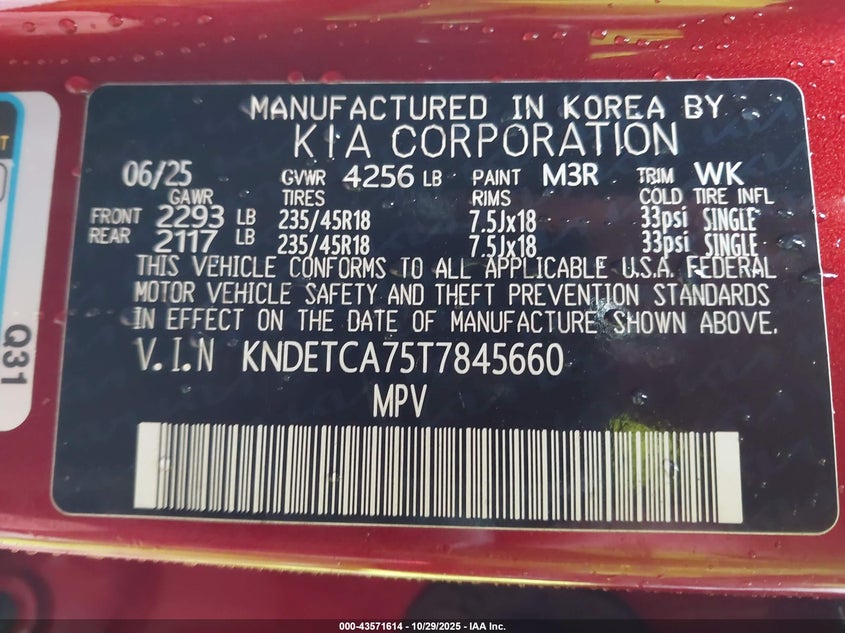 MANUFACTURED IN KOREA BY
KIA CORPORATION
06/25 GVWR 4256 LB PAINT M3R TRIM WK
GAWR TIRES RIMS COLD TIRE INFL
FRONT 2293 LB 235/45R18 7.5Jx18 33psi SINGLE
REAR 2117 LB 235/45R18 7.5Jx18 33psi SINGLE
THIS VEHICLE CONFORMS TO ALL APPLICABLE U.S.A. FEDERAL
MOTOR VEHICLE SAFETY AND THEFT PREVENTION STANDARDS
IN EFFECT ON THE DATE OF MANUFACTURE SHOWN ABOVE.
V.I.N KNDETCA75T7845660
MPV
Q31
000-43571614 - 10/29/2025 - IAA Inc.